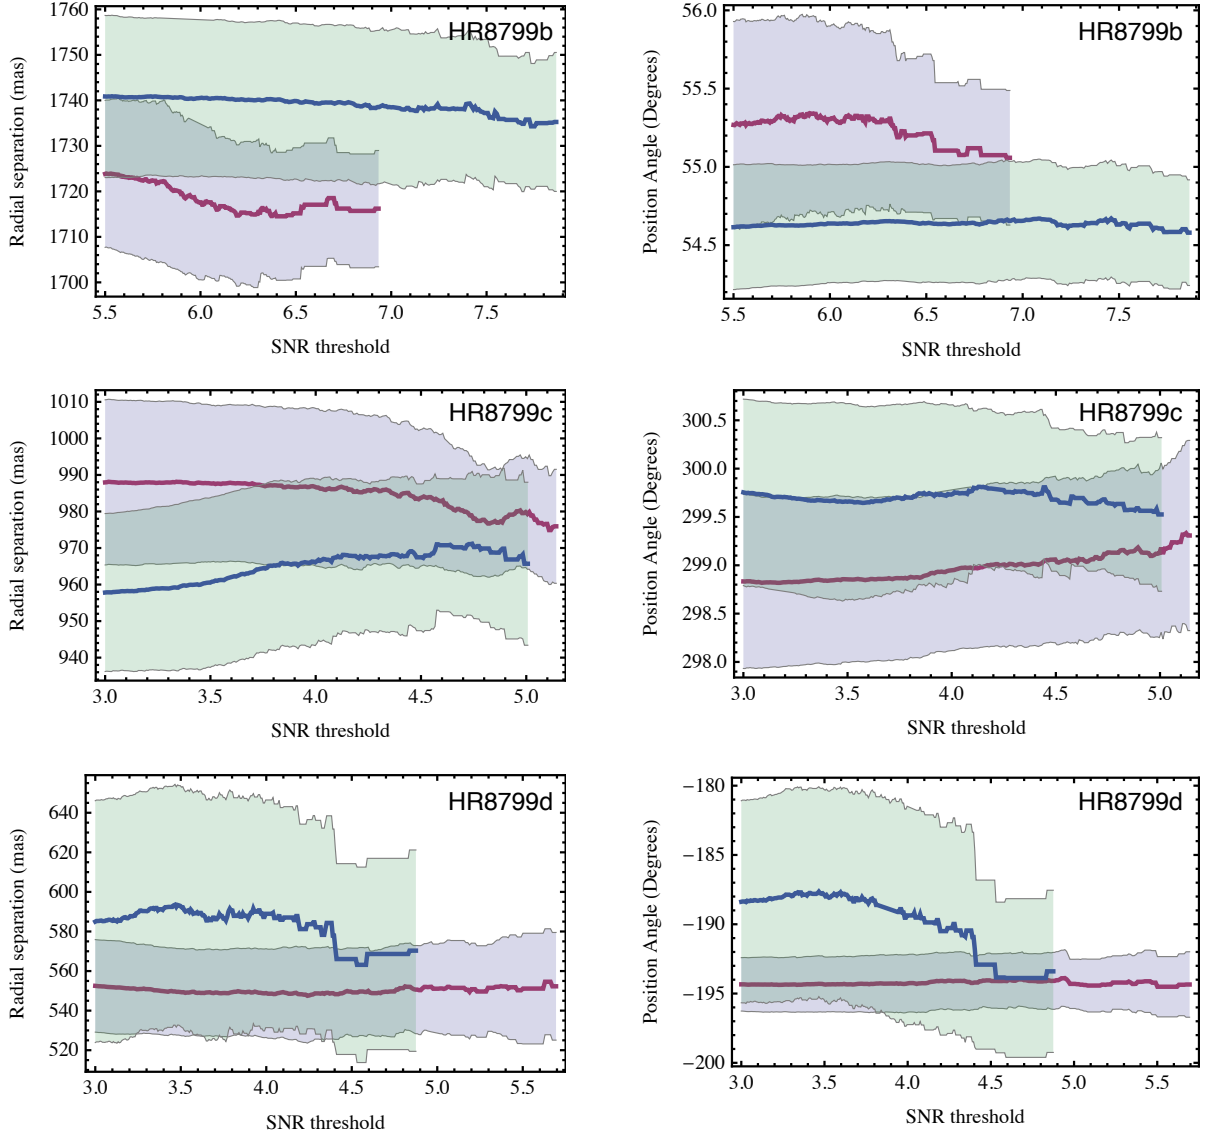 HR8799b
Radial separation (mas)
1760
1750
1740
1730
1720
1710
1700
5.5 6.0 6.5 7.0 7.5
SNR threshold
HR8799b
Position Angle (Degrees)
56.0
55.5
55.0
54.5
5.5 6.0 6.5 7.0 7.5
SNR threshold
HR8799c
Radial separation (mas)
1010
1000
990
980
970
960
950
940
3.0 3.5 4.0 4.5 5.0
SNR threshold
HR8799c
Position Angle (Degrees)
300.5
300.0
299.5
299.0
298.5
298.0
3.0 3.5 4.0 4.5 5.0
SNR threshold
HR8799d
Radial separation (mas)
640
620
600
580
560
540
520
3.0 3.5 4.0 4.5 5.0 5.5
SNR threshold
HR8799d
Position Angle (Degrees)
−180
−185
−190
−195
−200
3.0 3.5 4.0 4.5 5.0 5.5
SNR threshold